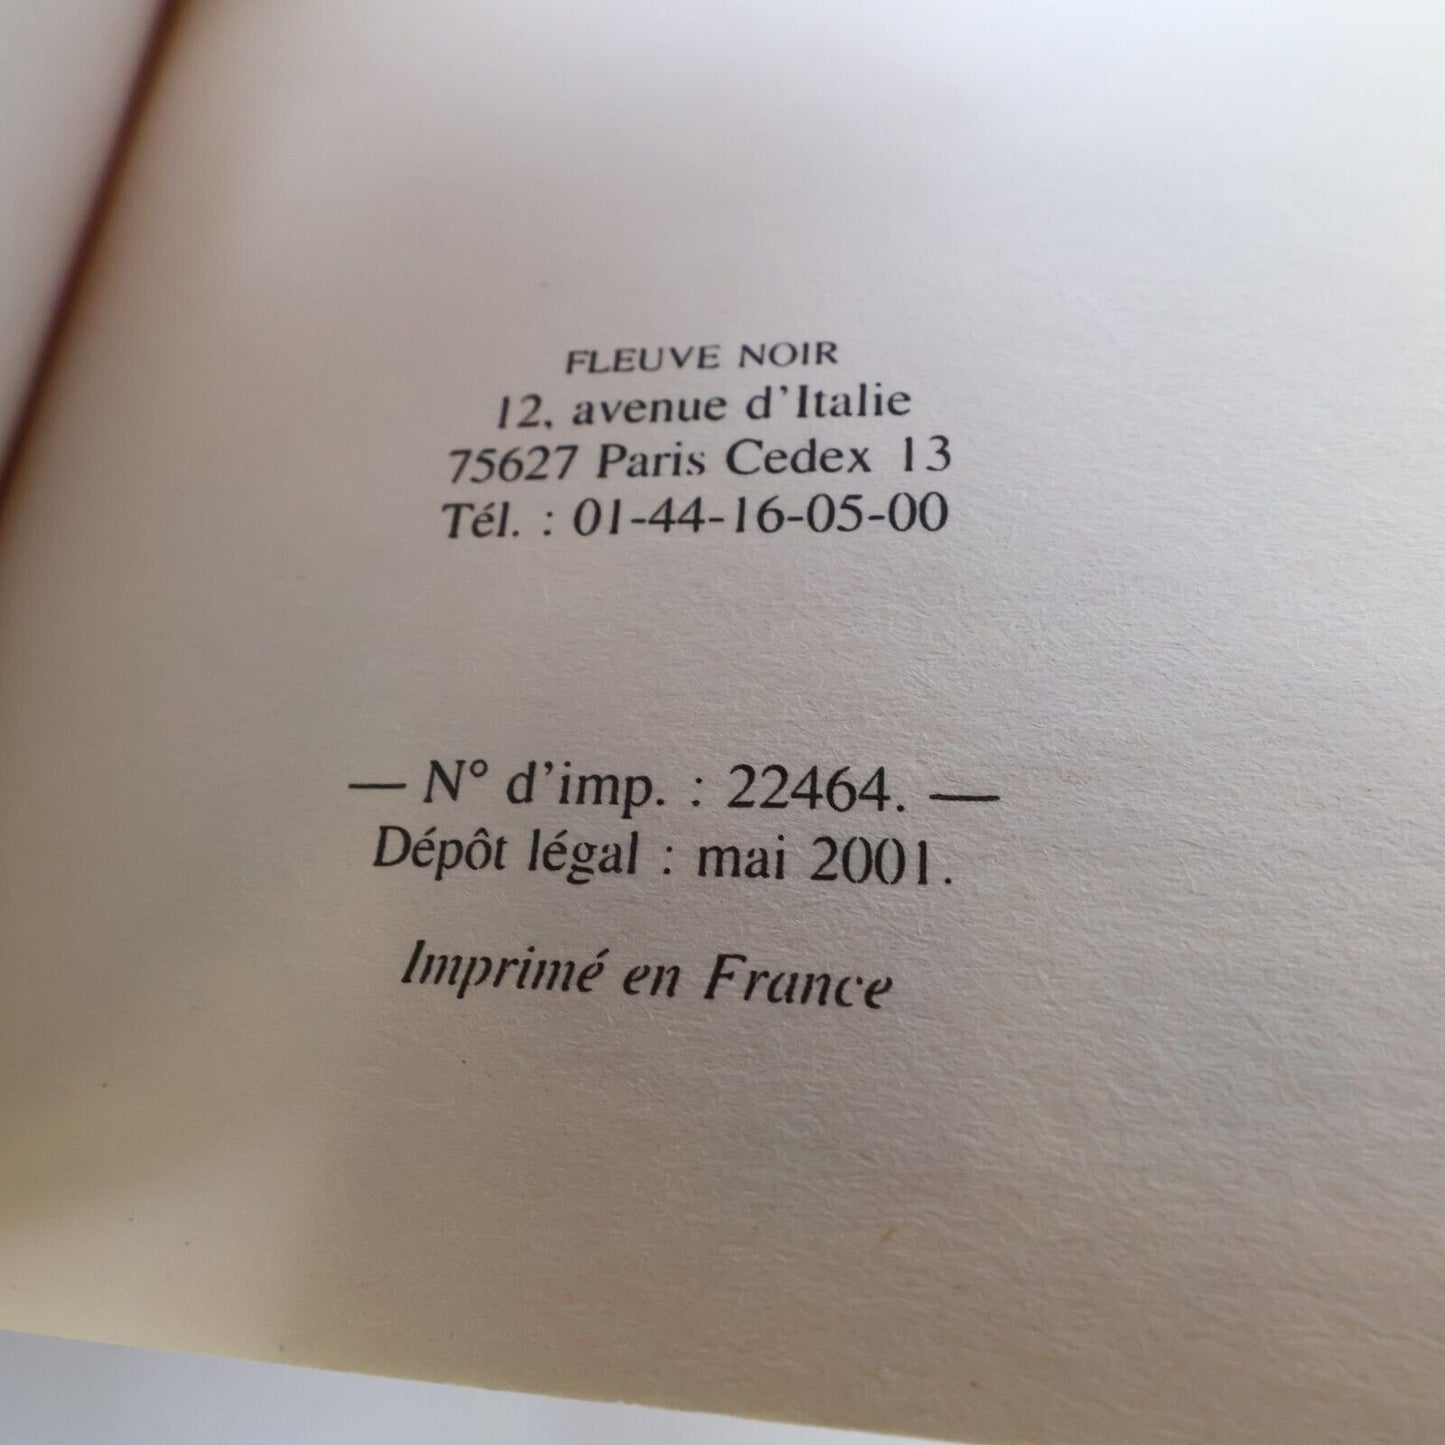 FLEUVE NOIR
12, avenue d'Italie
75627 Paris Cedex 13
Tél. : 01-44-16-05-00
— N° d'imp. : 22464. —
Dépôt légal : mai 2001.
Imprimé en France